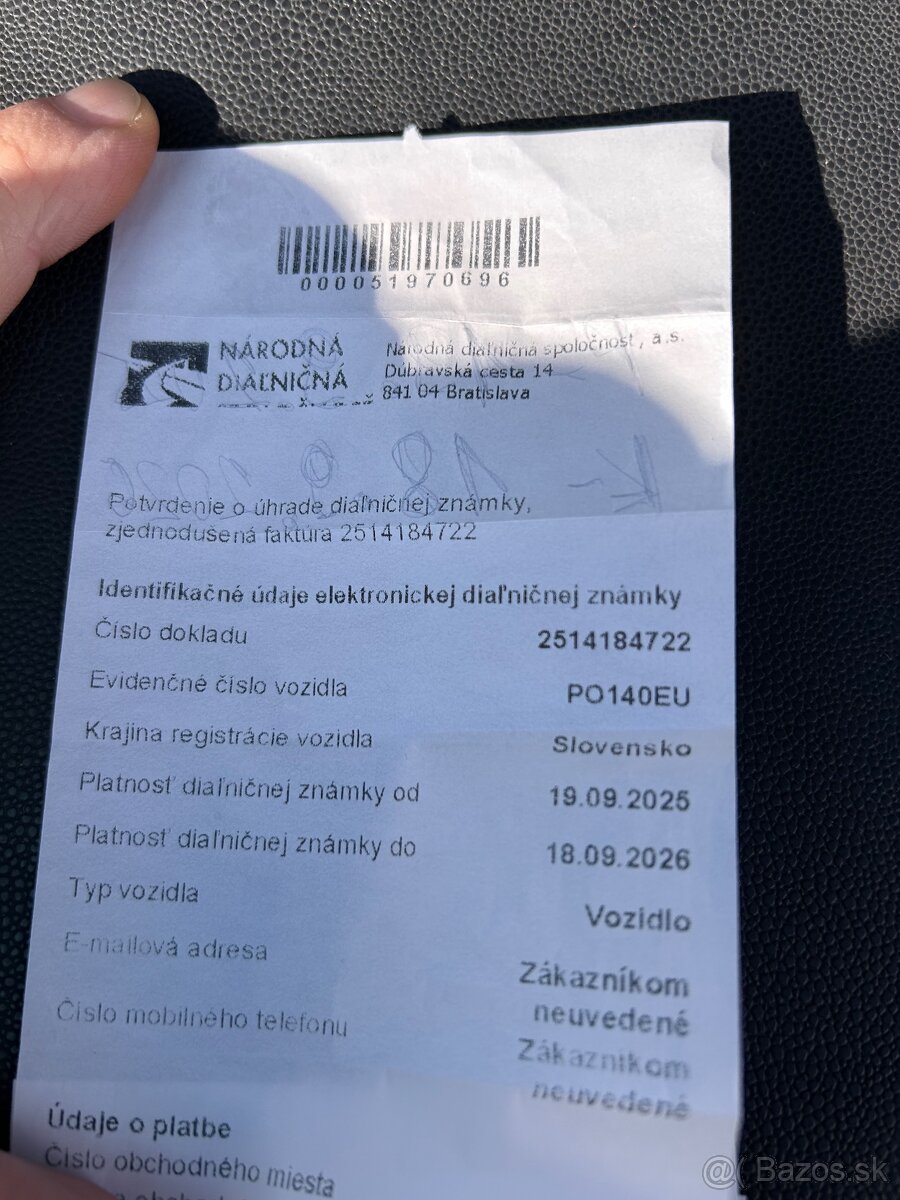 000051970696
NÁRODNÁ
DIAĽNIČNÁ
Národná diaľničná spoločnosť, a.s.
Dúbravská cesta 14
841 04 Bratislava
Potvrdenie o úhrade diaľničnej známky,
zjednodušená faktúra 2514184722
Identifikačné údaje elektronickej diaľničnej známky
Číslo dokladu 2514184722
Evidenčné číslo vozidla PO140EU
Krajina registrácie vozidla Slovensko
Platnosť diaľničnej známky od 19.09.2025
Platnosť diaľničnej známky do 18.09.2026
Typ vozidla Vozidlo
E-mailová adresa Zákazníkom
neuvedené
Číslo mobilného telefonu Zákazníkom
neuvedené
Údaje o platbe
Číslo obchodného miesta
@ Bazos.sk